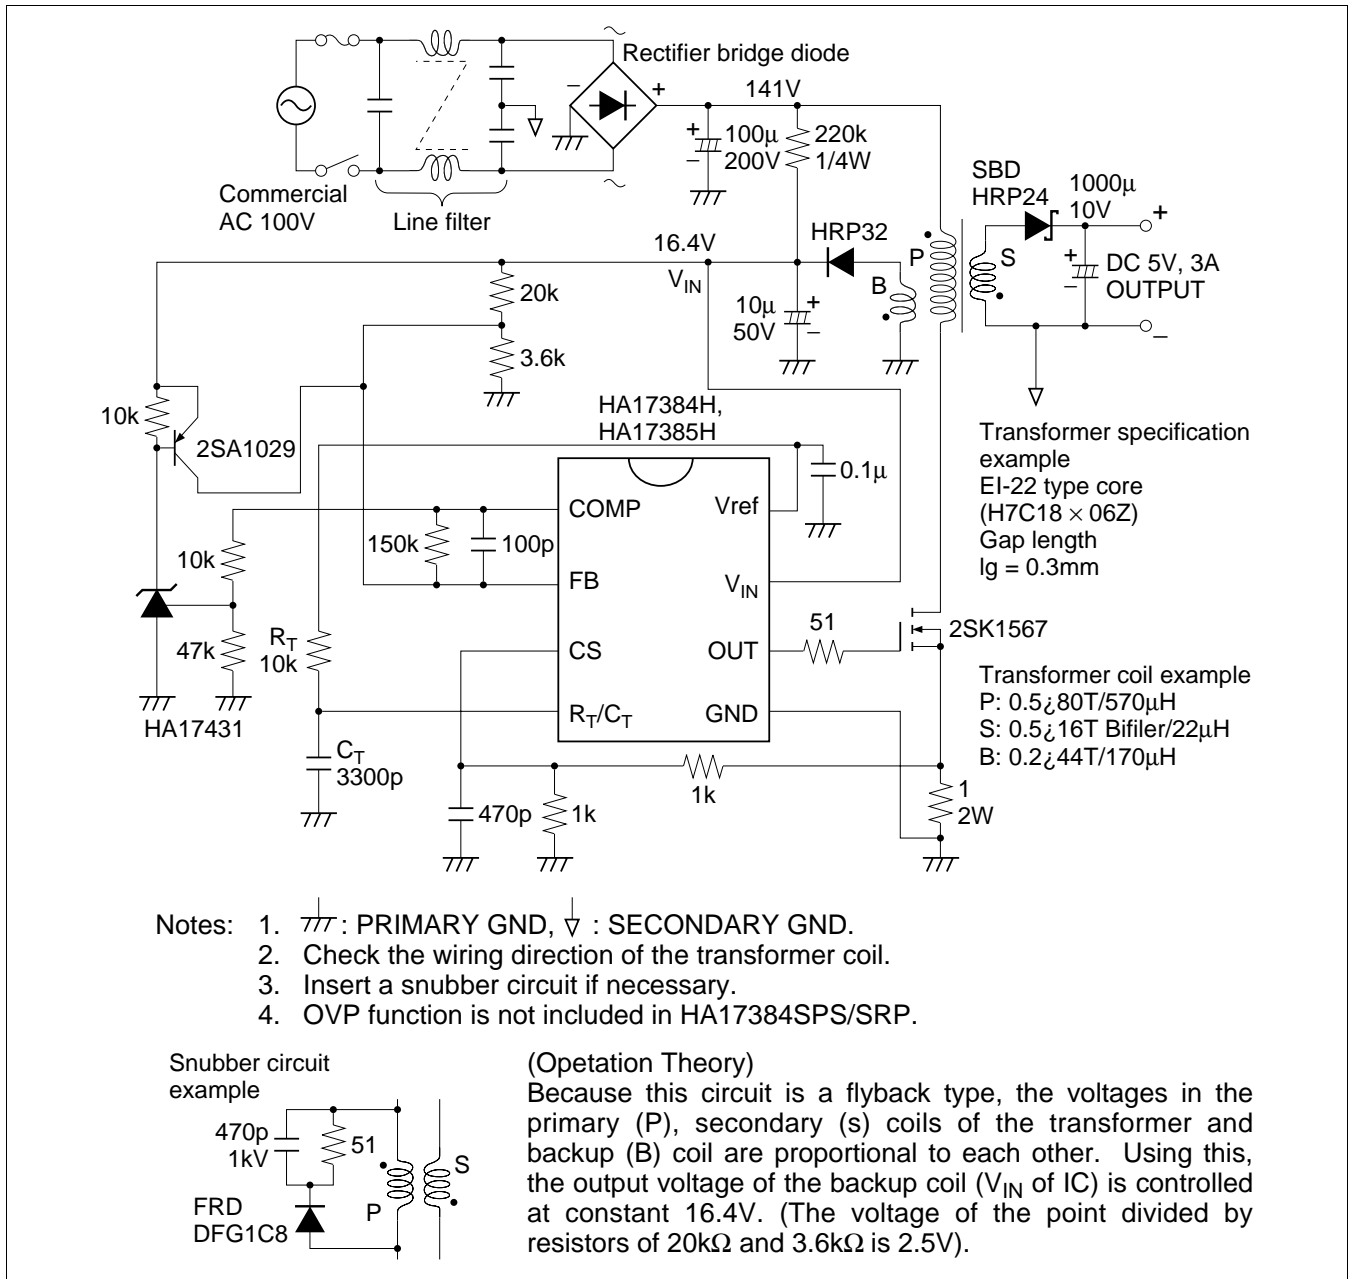 Rectifier bridge diode
−
+
141V
100µ
200V
+
−
220k
1/4W
Commercial
AC 100V
Line filter
SBD
HRP24
1000µ
10V
+
16.4V
HRP32
P
S
+
−
DC 5V, 3A
OUTPUT
VIN
B
20k
10µ
50V
+
−
−
3.6k
10k
2SA1029
HA17384H,
HA17385H
0.1µ
Transformer specification
example
EI-22 type core
(H7C18 × 06Z)
Gap length
lg = 0.3mm
COMP
Vref
150k
100p
10k
FB
VIN
51
2SK1567
47k
RT
10k
CS
OUT
HA17431
RT/CT
GND
Transformer coil example
P: 0.5¿80T/570µH
S: 0.5¿16T Bifiler/22µH
B: 0.2¿44T/170µH
CT
3300p
1k
470p
1k
1
2W
Notes: 1. : PRIMARY GND, : SECONDARY GND.
2. Check the wiring direction of the transformer coil.
3. Insert a snubber circuit if necessary.
4. OVP function is not included in HA17384SPS/SRP.
Snubber circuit
example
470p
1kV
51
P
S
FRD
DFG1C8
(Opetation Theory)
Because this circuit is a flyback type, the voltages in the
primary (P), secondary (s) coils of the transformer and
backup (B) coil are proportional to each other. Using this,
the output voltage of the backup coil (VIN of IC) is controlled
at constant 16.4V. (The voltage of the point divided by
resistors of 20kΩ and 3.6kΩ is 2.5V).